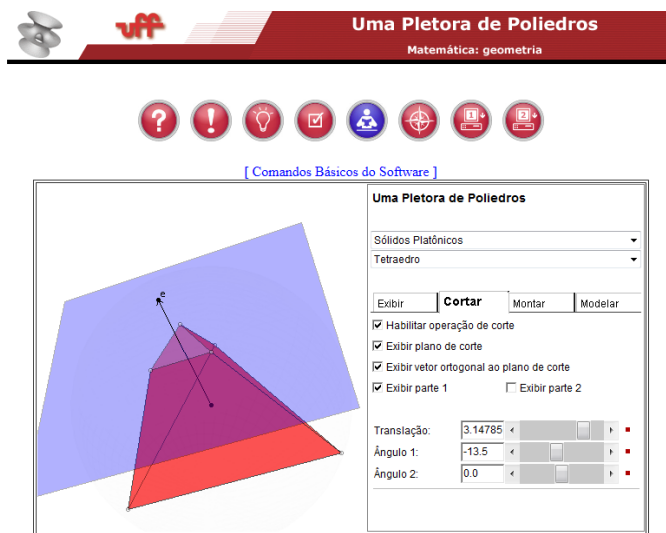 uff
Uma Pletora de Poliedros
Matemática: geometria
? ! 1 2
[ Comandos Básicos do Software ]
Uma Pletora de Poliedros
Sólidos Platônicos
Tetraedro
Exibir Cortar Montar Modelar
Habilitar operação de corte
Exibir plano de corte
Exibir vetor ortogonal ao plano de corte
Exibir parte 1 Exibir parte 2
Translação: 3.14785
Ângulo 1: -13.5
Ângulo 2: 0.0
e